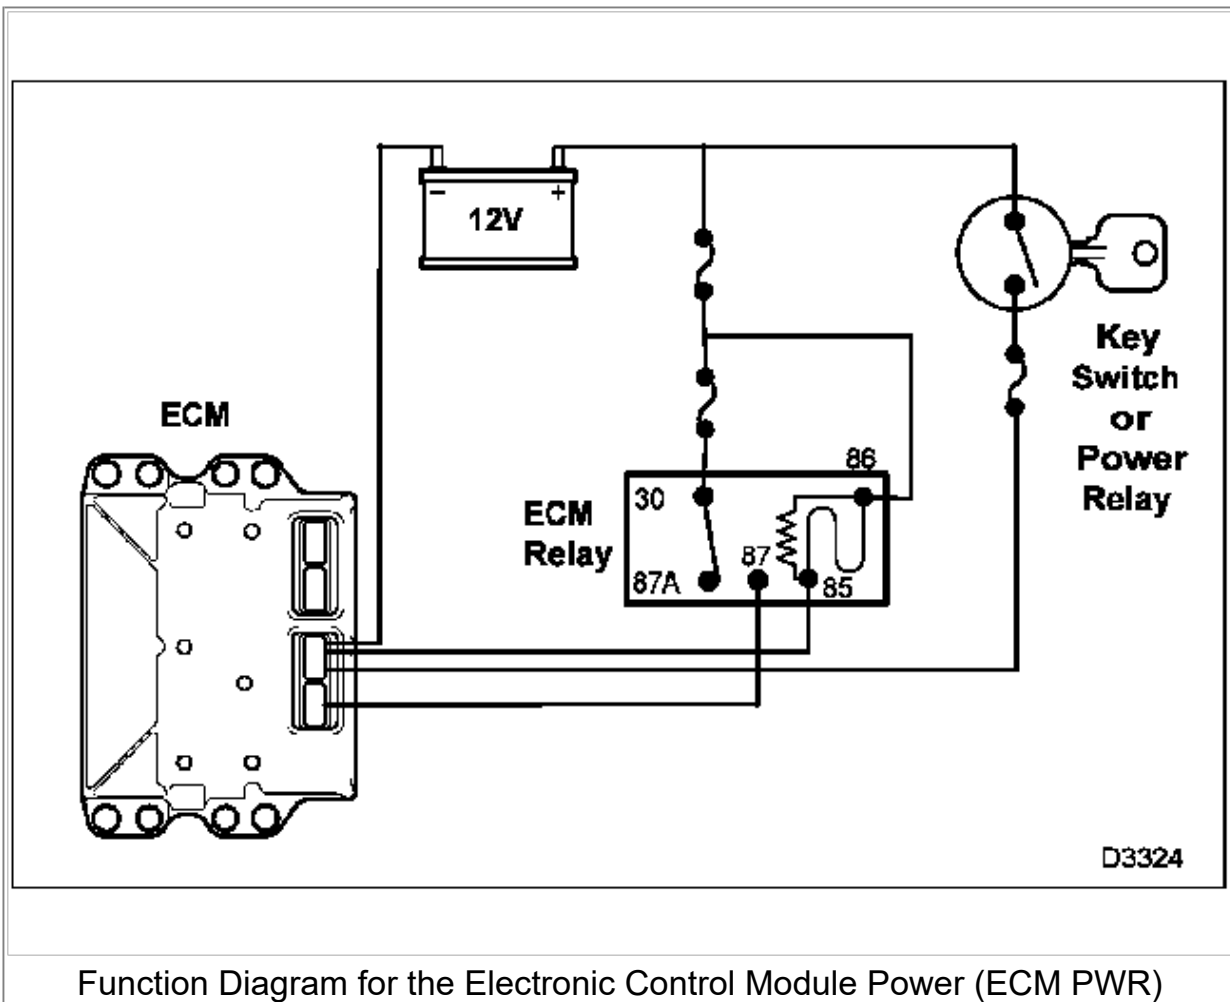 − +
12V
Key
Switch
or
Power
Relay
ECM
ECM
Relay
30
86
87A
87
85
D3324
Function Diagram for the Electronic Control Module Power (ECM PWR)